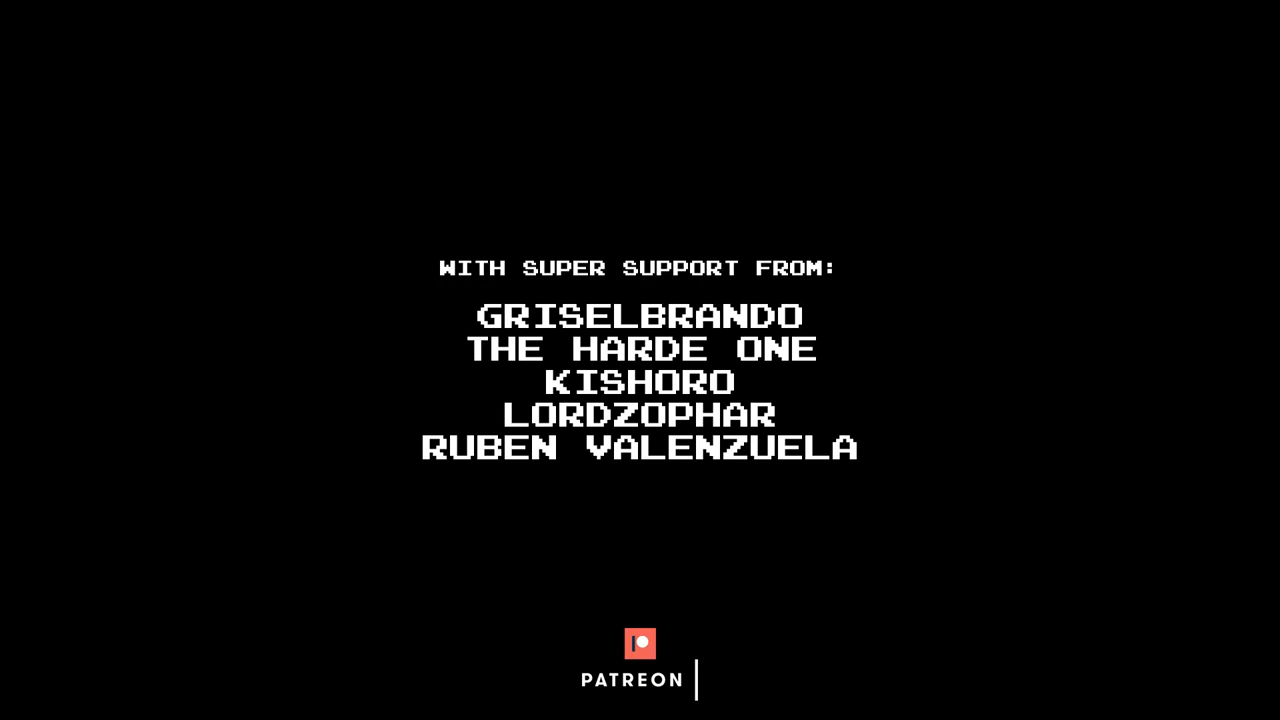 WITH SUPER SUPPORT FROM:
GRISELBRANDO
THE HARDE ONE
KISHORO
LORDZOPHAR
RUBEN VALENZUELA
PATREON